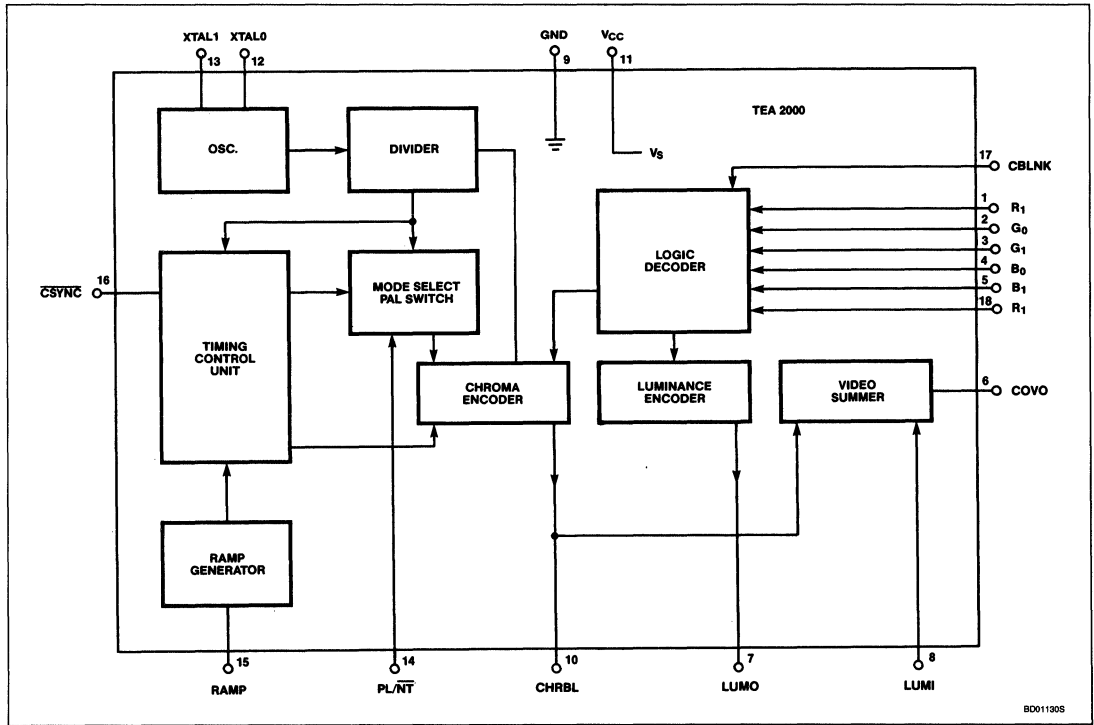 XTAL1 XTAL0
13 12
GND
9
VCC
11
TEA 2000
OSC.
DIVIDER
VS
17 CBLNK
1 R1
2 G0
3 G1
4 B0
5 B1
18 R1
LOGIC
DECODER
16
CSYNC
MODE SELECT
PAL SWITCH
TIMING
CONTROL
UNIT
CHROMA
ENCODER
LUMINANCE
ENCODER
VIDEO
SUMMER
6 COVO
RAMP
GENERATOR
15
RAMP
14
PL/NT
10
CHRBL
7
LUMO
8
LUMI
BD01130S